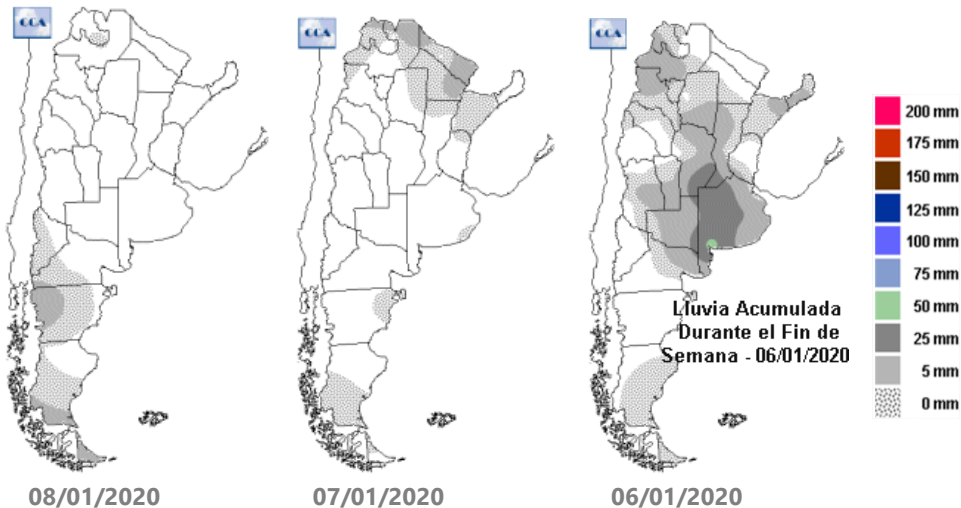 CCA
CCA
CCA
200 mm
175 mm
150 mm
125 mm
100 mm
75 mm
50 mm
25 mm
5 mm
0 mm
Lluvia Acumulada
Durante el Fin de
Semana - 06/01/2020
08/01/2020
07/01/2020
06/01/2020